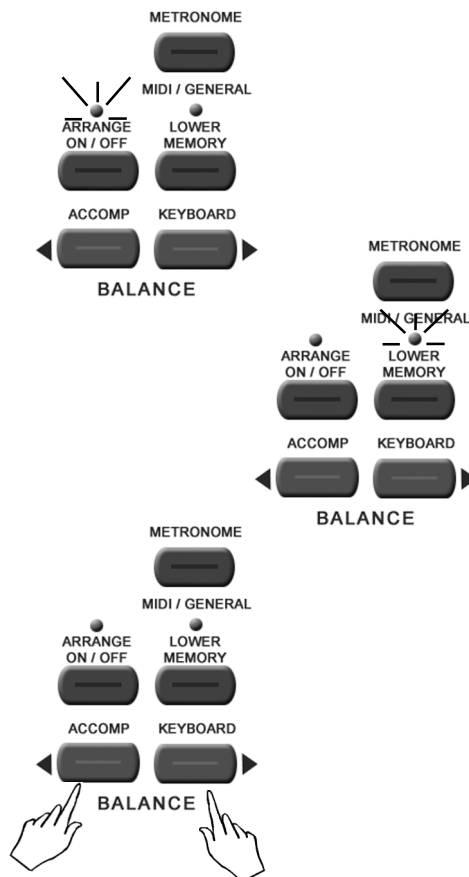 METRONOME
MIDI / GENERAL
ARRANGE
ON / OFF
LOWER
MEMORY
ACCOMP
KEYBOARD
BALANCE
METRONOME
MIDI / GENERAL
ARRANGE
ON / OFF
LOWER
MEMORY
ACCOMP
KEYBOARD
BALANCE
METRONOME
MIDI / GENERAL
ARRANGE
ON / OFF
LOWER
MEMORY
ACCOMP
KEYBOARD
BALANCE